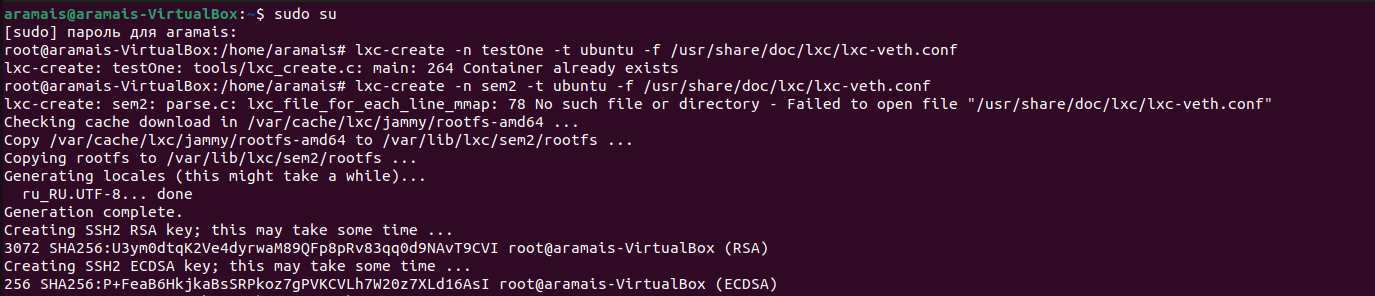 aramais@aramais-VirtualBox:~$ sudo su
[sudo] пароль для aramais:
root@aramais-VirtualBox:/home/aramais# lxc-create -n testOne -t ubuntu -f /usr/share/doc/lxc/lxc-veth.conf
lxc-create: testOne: tools/lxc_create.c: main: 264 Container already exists
root@aramais-VirtualBox:/home/aramais# lxc-create -n sem2 -t ubuntu -f /usr/share/doc/lxc/lxc-veth.conf
lxc-create: sem2: parse.c: lxc_file_for_each_line_mmap: 78 No such file or directory - Failed to open file "/usr/share/doc/lxc/lxc-veth.conf"
Checking cache download in /var/cache/lxc/jammy/rootfs-amd64 ...
Copy /var/cache/lxc/jammy/rootfs-amd64 to /var/lib/lxc/sem2/rootfs ...
Copying rootfs to /var/lib/lxc/sem2/rootfs ...
Generating locales (this might take a while)...
  ru_RU.UTF-8... done
Generation complete.
Creating SSH2 RSA key; this may take some time ...
3072 SHA256:U3ym0dtqK2Ve4dyrwaM89QFp8pRv83qq0d9NAvT9CVI root@aramais-VirtualBox (RSA)
Creating SSH2 ECDSA key; this may take some time ...
256 SHA256:P+FeaB6HkjkaBsSRPkoz7gPVKCVLh7W20z7XLd16AsI root@aramais-VirtualBox (ECDSA)